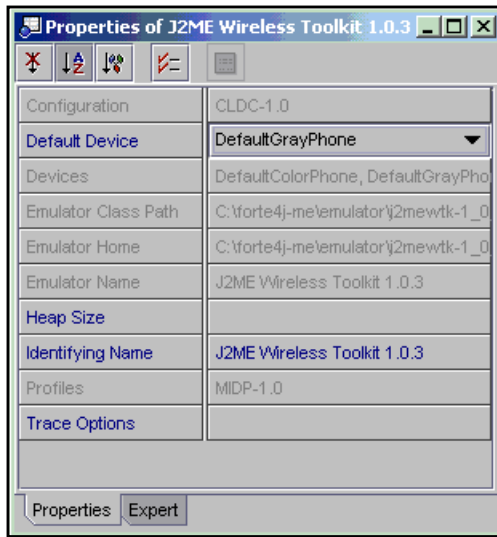 Properties of J2ME Wireless Toolkit 1.0.3
Configuration CLDC-1.0
Default Device DefaultGrayPhone
Devices DefaultColorPhone, DefaultGrayPho
Emulator Class Path C:\forte4j-me\emulator\j2mewtk-1_0
Emulator Home C:\forte4j-me\emulator\j2mewtk-1_0
Emulator Name J2ME Wireless Toolkit 1.0.3
Heap Size
Identifying Name J2ME Wireless Toolkit 1.0.3
Profiles MIDP-1.0
Trace Options
Properties Expert